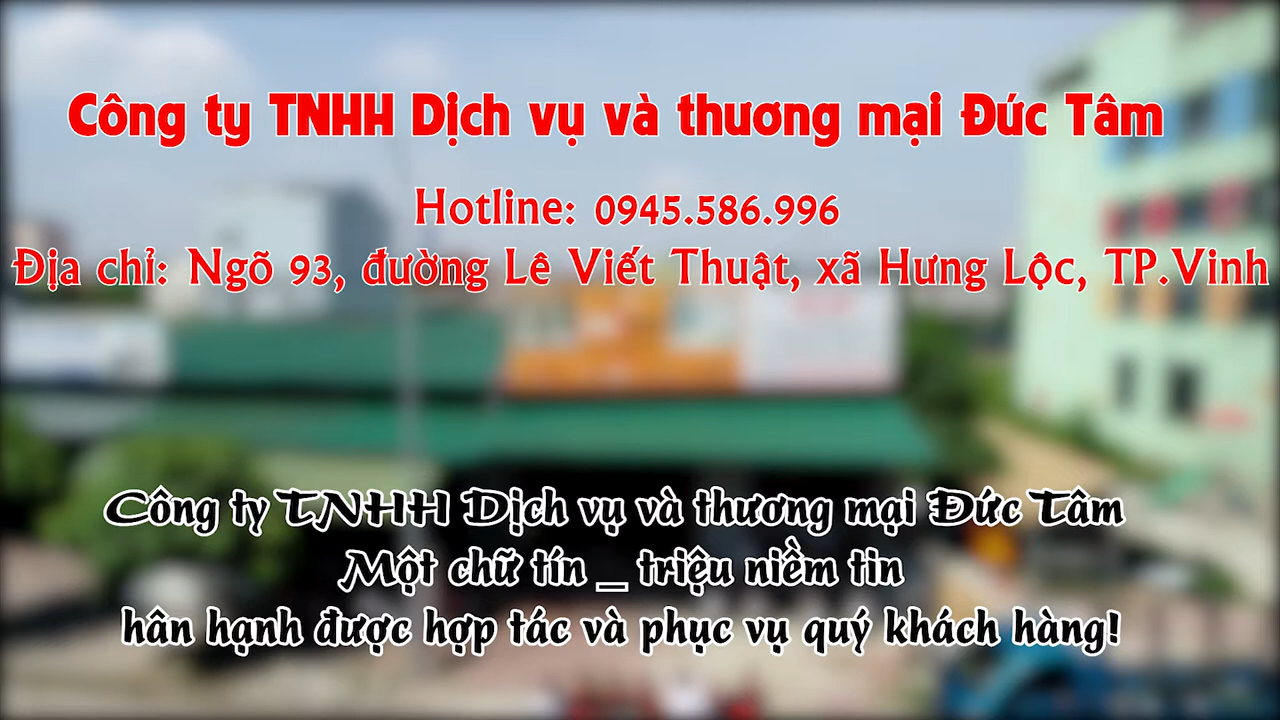 Công ty TNHH Dịch vụ và thương mại Đức Tâm
Hotline: 0945.586.996
Địa chỉ: Ngõ 93, đường Lê Viết Thuật, xã Hưng Lộc, TP.Vinh
Công ty TNHH Dịch vụ và thương mại Đức Tâm
Một chữ tín _ triệu niềm tin
hân hạnh được hợp tác và phục vụ quý khách hàng!